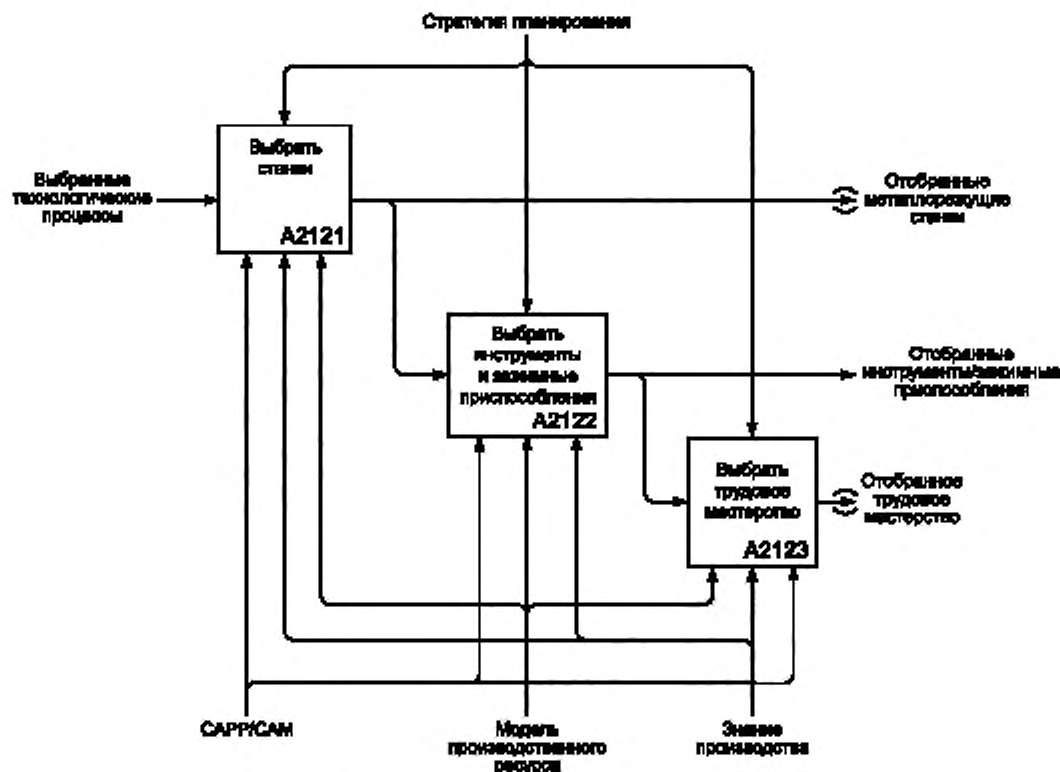 Стратегия планирования
Выбрать
станки
A2121
Выбранные
технологические
процессы
Отобранные
металлорежущие
станки
Выбрать
инструменты
и зажимные
приспособления
A2122
Отобранные
инструменты/зажимные
приспособления
Выбрать
трудовое
мастерство
A2123
Отобранное
трудовое
мастерство
CAPP/CAM
Модель
производственного
ресурса
Знание
производства